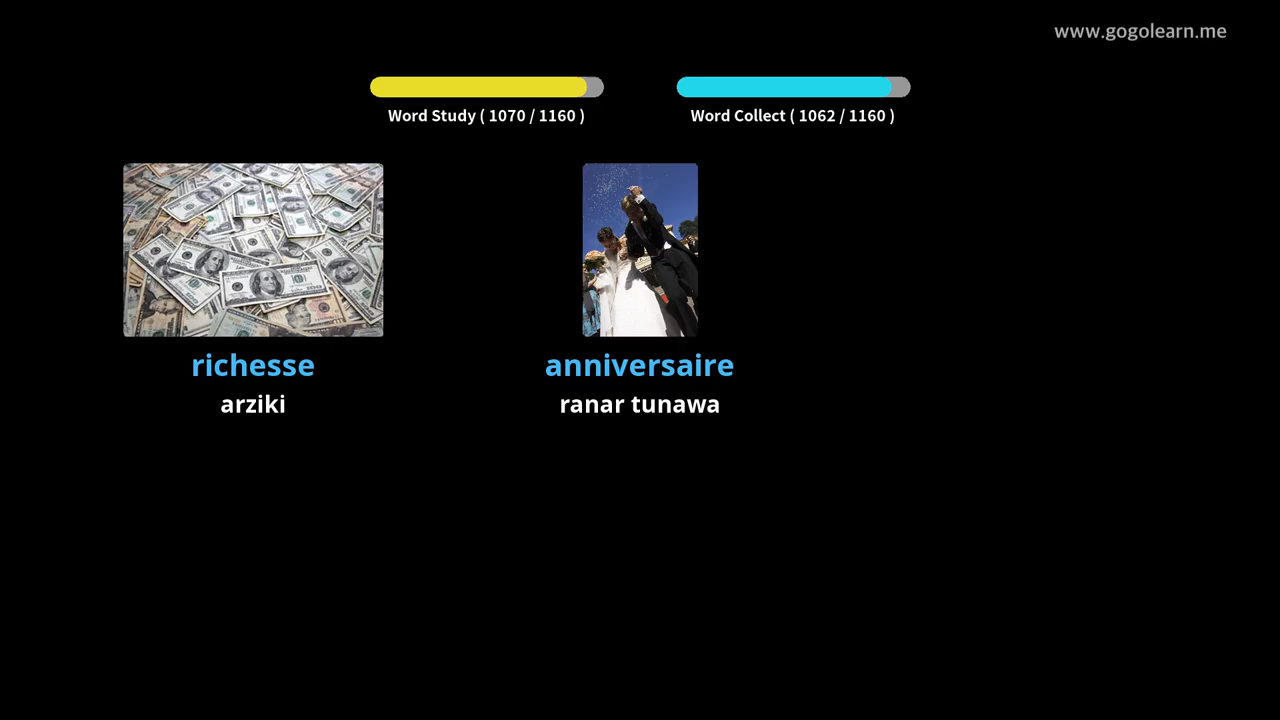 www.gogolearn.me
Word Study ( 1070 / 1160 )
Word Collect ( 1062 / 1160 )
richesse
anniversaire
arziki
ranar tunawa